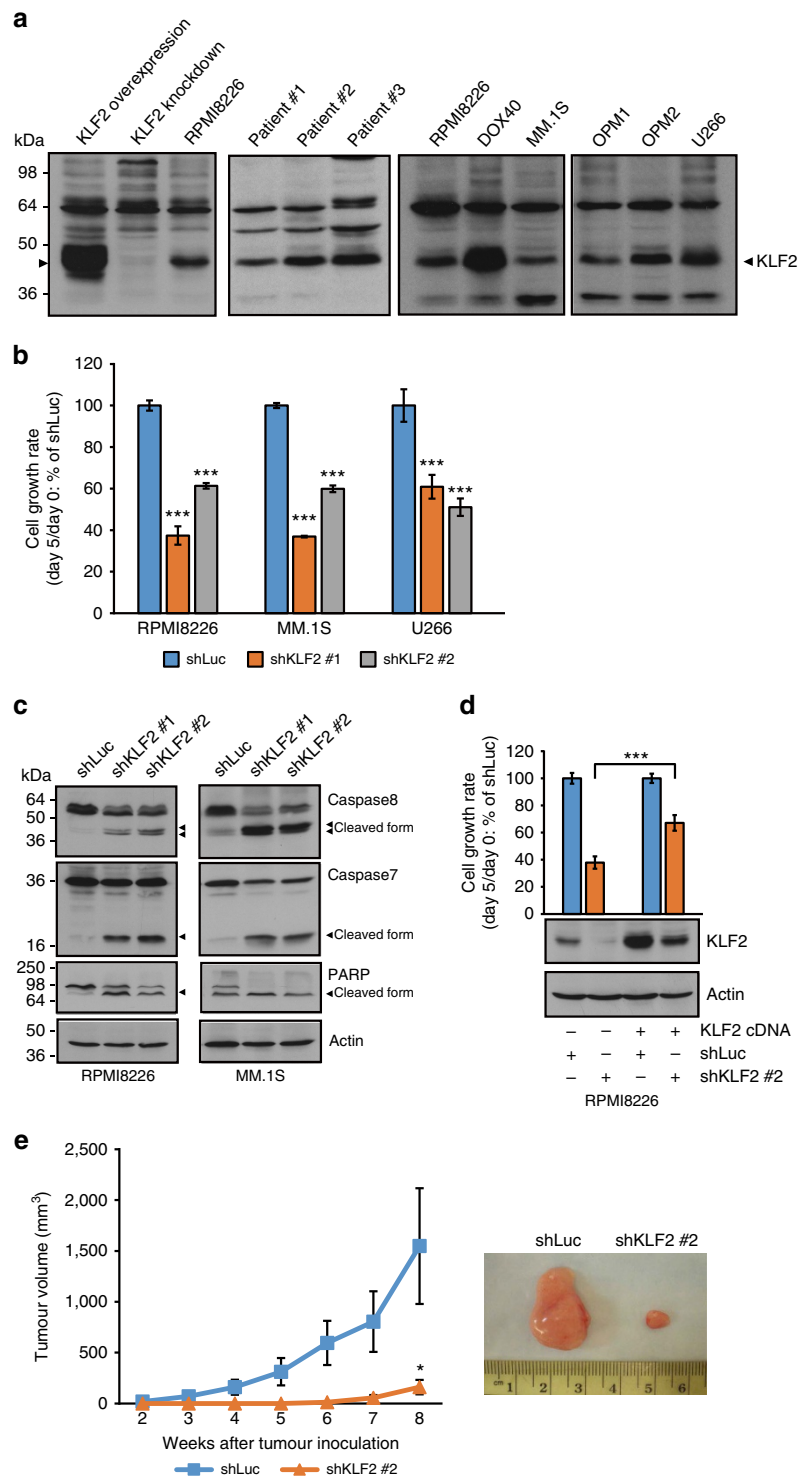 a
KLF2 overexpression
KLF2 knockdown
RPMI8226
Patient #1
Patient #2
Patient #3
RPMI8226
DOX40
MM.1S
OPM1
OPM2
U266
kDa
98
64
50
36
KLF2
b
Cell growth rate
(day 5/day 0: % of shLuc)
120
100
80
60
40
20
0
***
***
***
***
***
***
RPMI8226
MM.1S
U266
shLuc
shKLF2 #1
shKLF2 #2
c
shLuc
shKLF2 #1
shKLF2 #2
shLuc
shKLF2 #1
shKLF2 #2
kDa
64
50
36
Caspase8
Cleaved form
36
16
Caspase7
Cleaved form
250
98
64
PARP
Cleaved form
50
36
Actin
RPMI8226
MM.1S
d
Cell growth rate
(day 5/day 0: % of shLuc)
120
100
80
60
40
20
0
***
KLF2
Actin
– – + + KLF2 cDNA
+ – + – shLuc
– + – + shKLF2 #2
RPMI8226
e
Tumour volume (mm³)
2,500
2,000
1,500
1,000
500
0
*
2 3 4 5 6 7 8
Weeks after tumour inoculation
shLuc
shKLF2 #2
shLuc
shKLF2 #2
cm 1 2 3 4 5 6